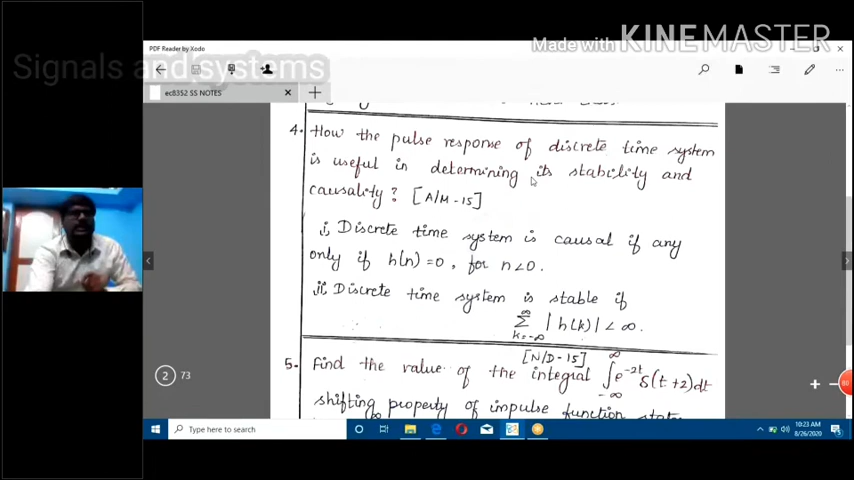 Made with KINEMASTER
PDF Reader by Xodo
Signals and systems
ec8352 SS NOTES
4. How the pulse response of discrete time system
is useful in determining its stability and
causality? [A/M-15]
i, Discrete time system is causal if any
only if h(n)=0, for n<0.
ii, Discrete time system is stable if
∞
∑ |h(k)| < ∞.
k=-∞
[N/D-15]
5. Find the value of the integral ∫ e^-2t δ(t+2)dt
∞
-∞
shifting property of impulse function
2 73
80
Type here to search
10:23 AM
8/26/2020